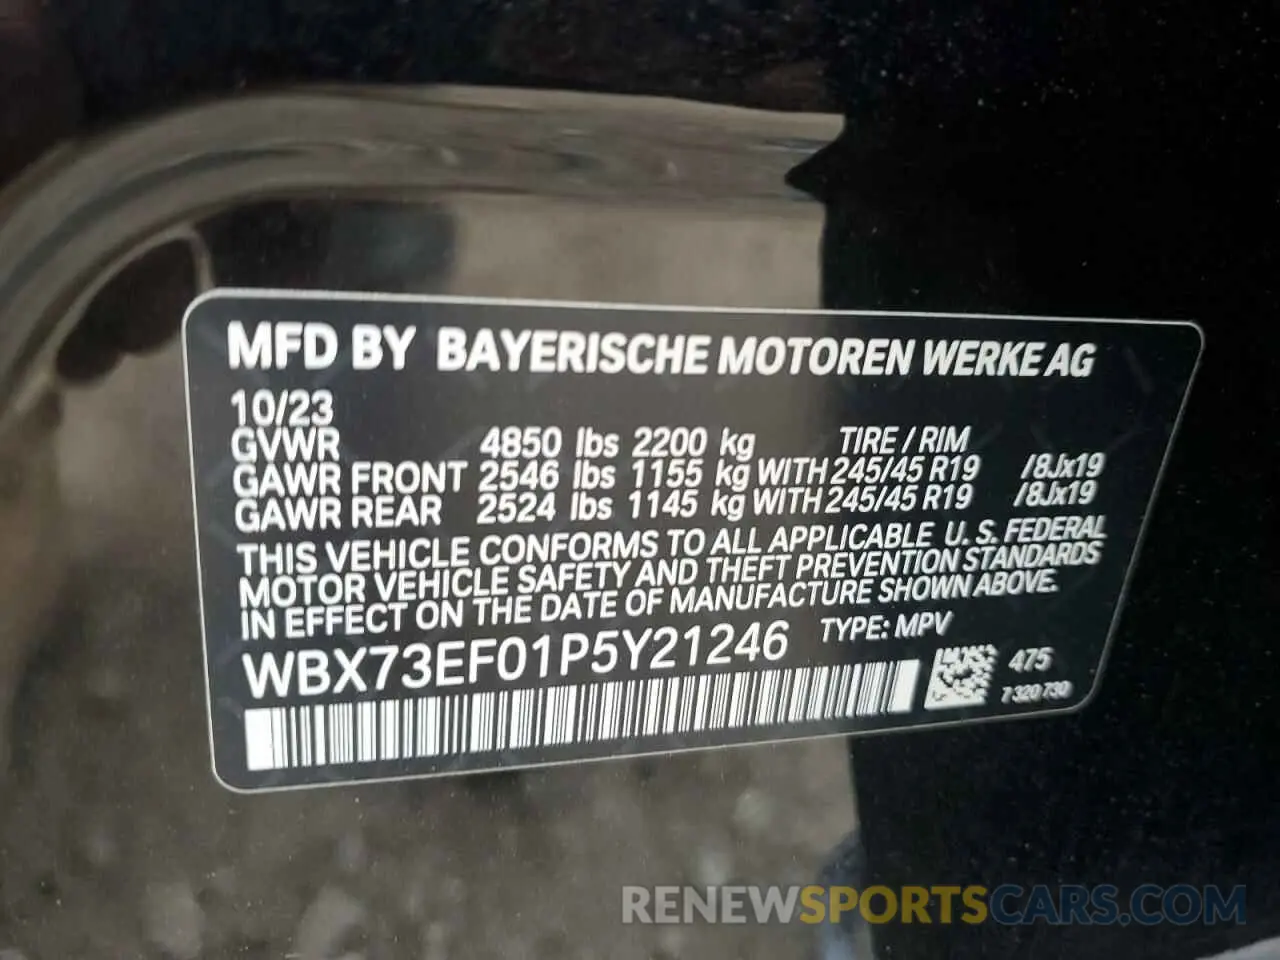 MFD BY BAYERISCHE MOTOREN WERKE AG
10/23
GVWR 4850 lbs 2200 kg TIRE / RIM
GAWR FRONT 2546 lbs 1155 kg WITH 245/45 R19 /8Jx19
GAWR REAR 2524 lbs 1145 kg WITH 245/45 R19 /8Jx19
THIS VEHICLE CONFORMS TO ALL APPLICABLE U. S. FEDERAL
MOTOR VEHICLE SAFETY AND THEFT PREVENTION STANDARDS
IN EFFECT ON THE DATE OF MANUFACTURE SHOWN ABOVE.
WBX73EF01P5Y21246 TYPE: MPV
475
7 320 730
RENEWSPORTSCARS.COM